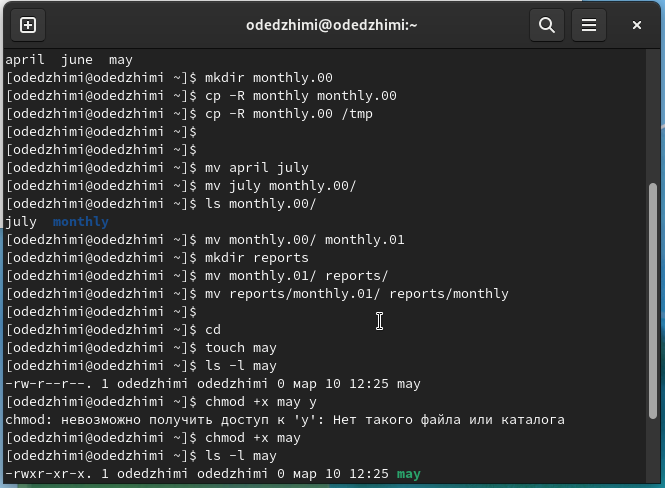 odedzhimi@odedzhimi:~
april  june  may
[odedzhimi@odedzhimi ~]$ mkdir monthly.00
[odedzhimi@odedzhimi ~]$ cp -R monthly monthly.00
[odedzhimi@odedzhimi ~]$ cp -R monthly.00 /tmp
[odedzhimi@odedzhimi ~]$
[odedzhimi@odedzhimi ~]$
[odedzhimi@odedzhimi ~]$ mv april july
[odedzhimi@odedzhimi ~]$ mv july monthly.00/
[odedzhimi@odedzhimi ~]$ ls monthly.00/
july  monthly
[odedzhimi@odedzhimi ~]$ mv monthly.00/ monthly.01
[odedzhimi@odedzhimi ~]$ mkdir reports
[odedzhimi@odedzhimi ~]$ mv monthly.01/ reports/
[odedzhimi@odedzhimi ~]$ mv reports/monthly.01/ reports/monthly
[odedzhimi@odedzhimi ~]$
[odedzhimi@odedzhimi ~]$ cd
[odedzhimi@odedzhimi ~]$ touch may
[odedzhimi@odedzhimi ~]$ ls -l may
-rw-r--r--. 1 odedzhimi odedzhimi 0 мар 10 12:25 may
[odedzhimi@odedzhimi ~]$ chmod +x may y
chmod: невозможно получить доступ к 'y': Нет такого файла или каталога
[odedzhimi@odedzhimi ~]$ chmod +x may
[odedzhimi@odedzhimi ~]$ ls -l may
-rwxr-xr-x. 1 odedzhimi odedzhimi 0 мар 10 12:25 may